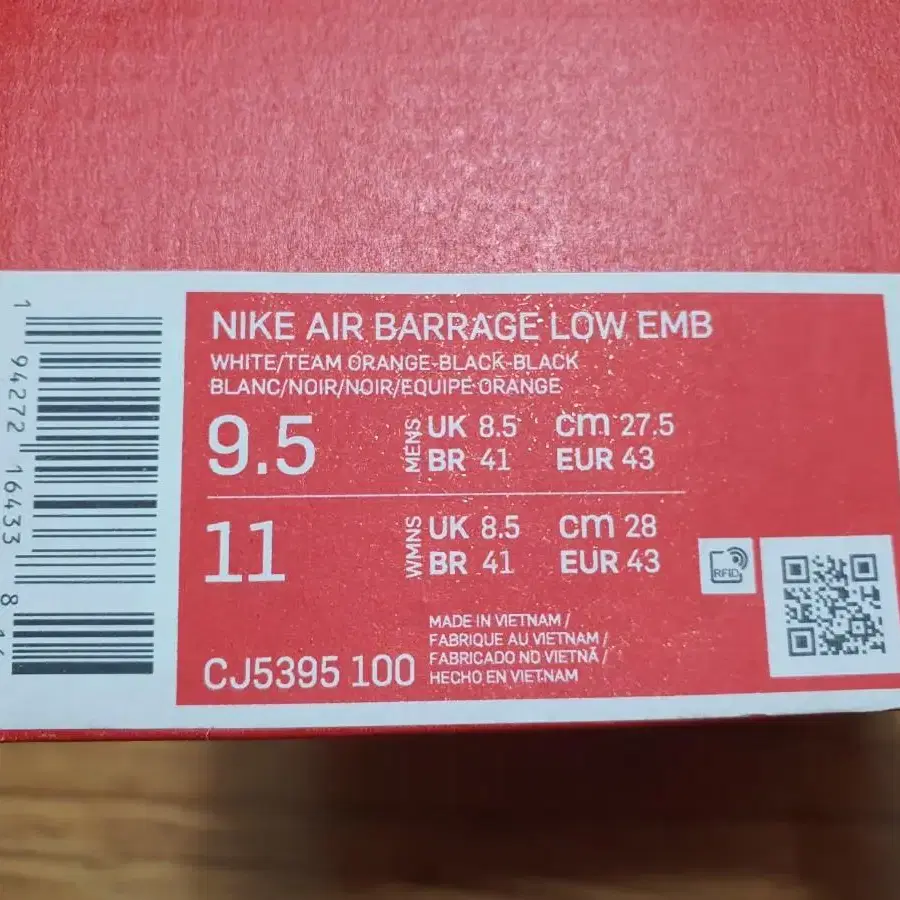 1 94272 16433 8
NIKE AIR BARRAGE LOW EMB
WHITE/TEAM ORANGE-BLACK-BLACK
BLANC/NOIR/NOIR/EQUIPE ORANGE
9.5 MENS UK 8.5 cm 27.5
BR 41 EUR 43
11 WMNS UK 8.5 cm 28
BR 41 EUR 43
RFID
CJ5395 100
MADE IN VIETNAM /
FABRIQUE AU VIETNAM /
FABRICADO NO VIETNÃ /
HECHO EN VIETNAM